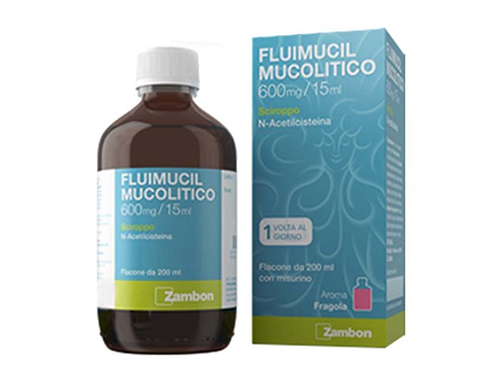 FLUIMUCIL
MUCOLITICO
600mg/15ml
Sciroppo
N-Acetilcisteina
Flacone da 200 ml
Zambon
FLUIMUCIL
MUCOLITICO
600mg/15ml
Sciroppo
N-Acetilcisteina
1 VOLTA AL
GIORNO
Flacone da 200 ml
con misurino
Aroma
Fragola
Zambon